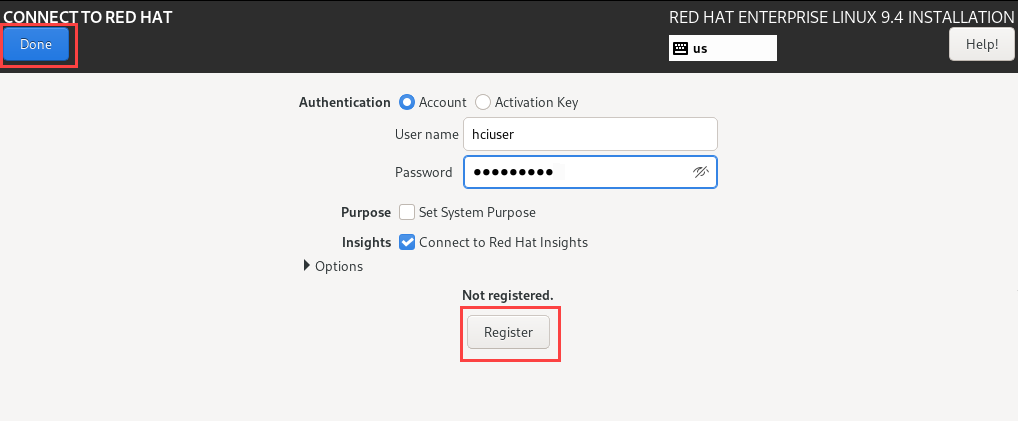 CONNECT TO RED HAT
RED HAT ENTERPRISE LINUX 9.4 INSTALLATION
Done
us
Help!
Authentication Account Activation Key
User name hciuser
Password ●●●●●●●●●
Purpose Set System Purpose
Insights Connect to Red Hat Insights
Options
Not registered.
Register